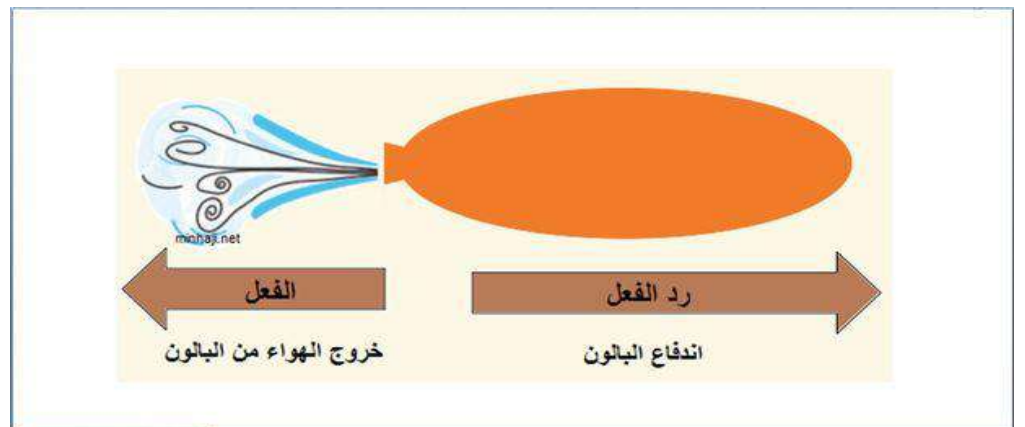 minhaji.net
رد الفعل
الفعل
اندفاع البالون
خروج الهواء من البالون